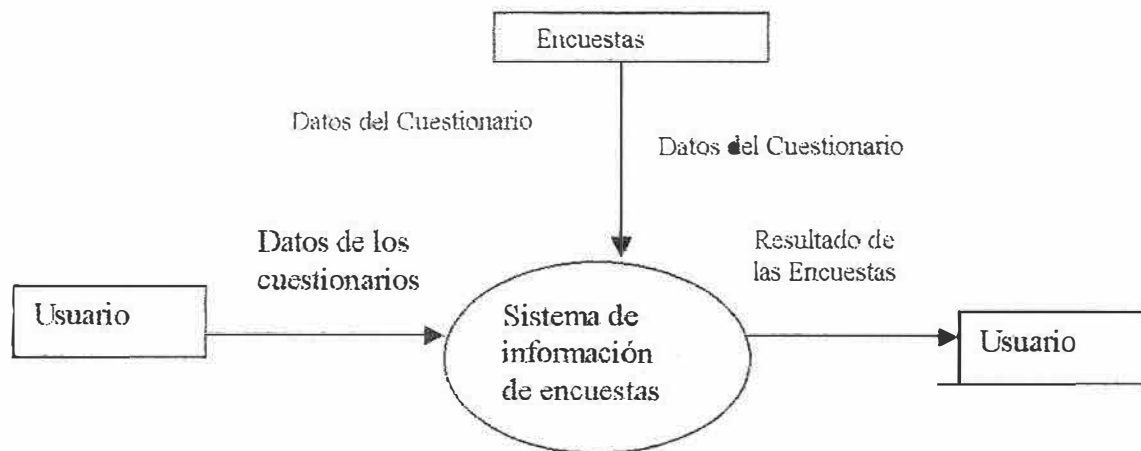 Encuestas
Datos del Cuestionario
Datos del Cuestionario
Datos de los
cuestionarios
Resultado de
las Encuestas
Usuario
Sistema de
información
de encuestas
Usuario